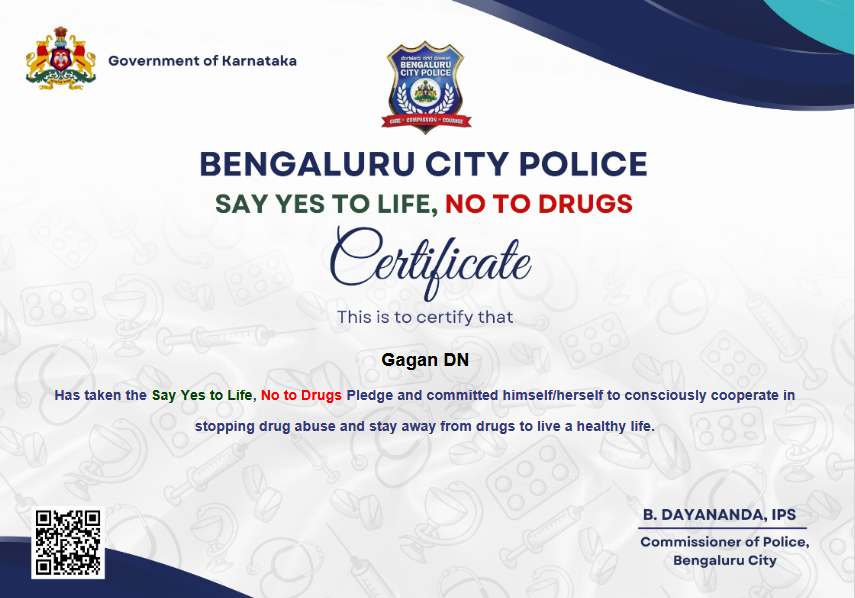 Government of Karnataka
BENGALURU
CITY POLICE
CARE • COMPASSION • COURAGE
BENGALURU CITY POLICE
SAY YES TO LIFE, NO TO DRUGS
Certificate
This is to certify that
Gagan DN
Has taken the Say Yes to Life, No to Drugs Pledge and committed himself/herself to consciously cooperate in
stopping drug abuse and stay away from drugs to live a healthy life.
B. DAYANANDA, IPS
Commissioner of Police,
Bengaluru City